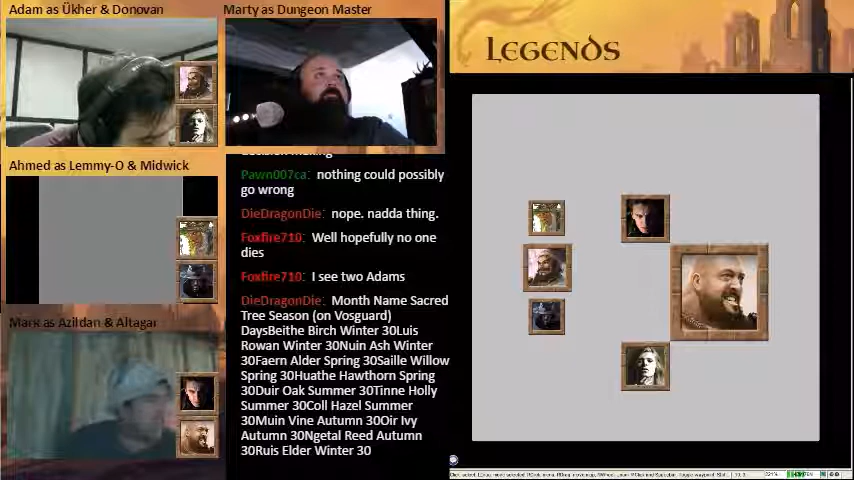 Adam as Ükher & Donovan
Marty as Dungeon Master
LEGENDS
Ahmed as Lemmy-O & Midwick
Mark as Azildan & Altagar
Pawn007ca: nothing could possibly
go wrong
DieDragonDie: nope. nadda thing.
Foxfire710: Well hopefully no one
dies
Foxfire710: I see two Adams
DieDragonDie: Month Name Sacred
Tree Season (on Vosguard)
DaysBeithe Birch Winter 30Luis
Rowan Winter 30Nuin Ash Winter
30Faern Alder Spring 30Saille Willow
Spring 30Huathe Hawthorn Spring
30Duir Oak Summer 30Tinne Holly
Summer 30Coll Hazel Summer
30Muin Vine Autumn 30Oir Ivy
Autumn 30Ngetal Reed Autumn
30Ruis Elder Winter 30